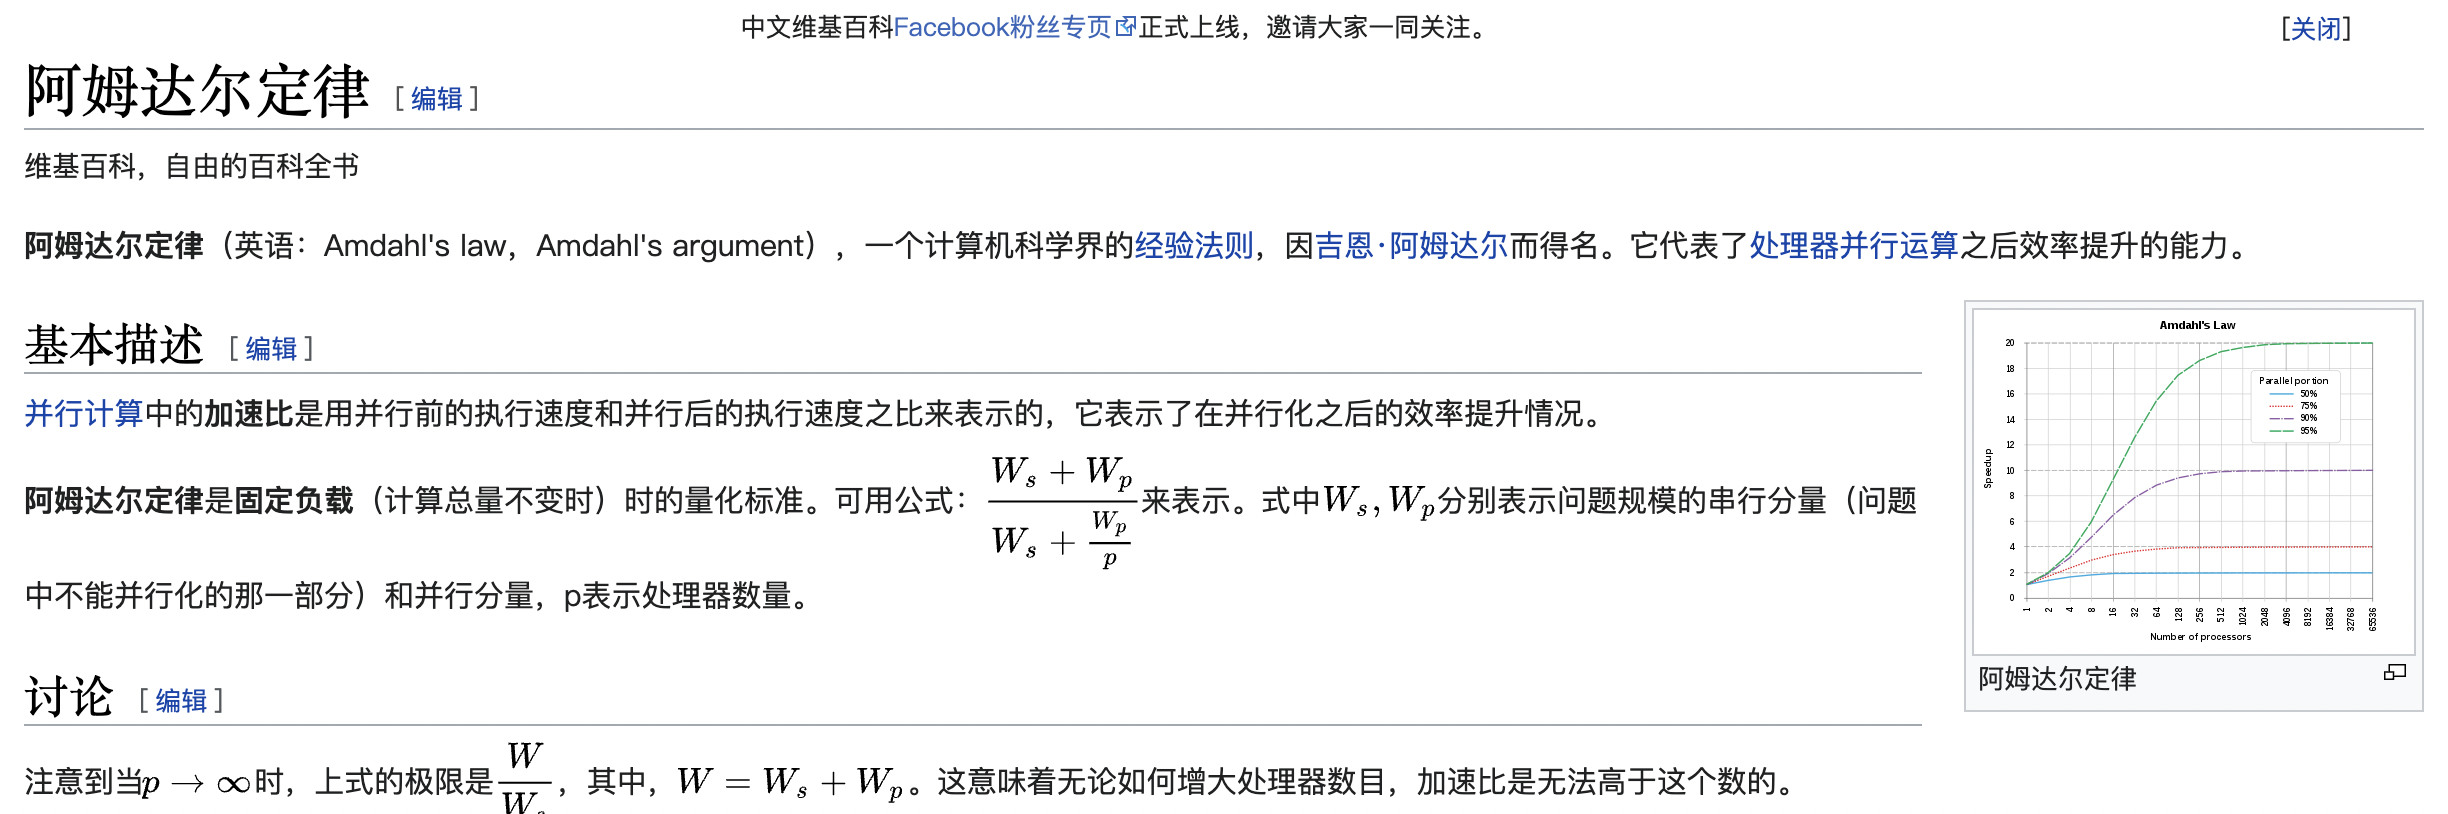 中文维基百科Facebook粉丝专页正式上线，邀请大家一同关注。 [关闭]
阿姆达尔定律 [编辑]
维基百科，自由的百科全书
阿姆达尔定律（英语：Amdahl's law，Amdahl's argument），一个计算机科学界的经验法则，因吉恩·阿姆达尔而得名。它代表了处理器并行运算之后效率提升的能力。
基本描述 [编辑]
并行计算中的加速比是用并行前的执行速度和并行后的执行速度之比来表示的，它表示了在并行化之后的效率提升情况。
阿姆达尔定律是固定负载（计算总量不变时）时的量化标准。可用公式：\frac{W_s + W_p}{W_s + \frac{W_p}{p}}来表示。式中W_s, W_p分别表示问题规模的串行分量（问题
中不能并行化的那一部分）和并行分量，p表示处理器数量。
Amdahl's Law
Speedup
20
18
16
14
12
10
8
6
4
2
0
Parallel portion
50%
75%
90%
95%
1 2 4 8 16 32 64 128 256 512 1024 2048 4096 8192 16384 32768 65536
Number of processors
阿姆达尔定律
讨论 [编辑]
注意到当p → ∞时，上式的极限是\frac{W}{W_s}，其中，W = W_s + W_p。这意味着无论如何增大处理器数目，加速比是无法高于这个数的。